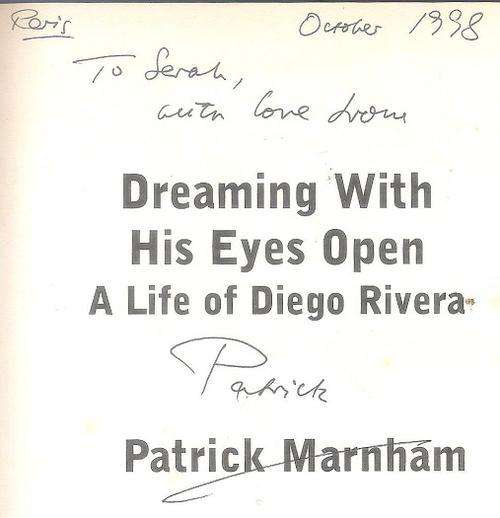 Paris October 1998
To Sarah,
with love from
Dreaming With
His Eyes Open
A Life of Diego Rivera
Patrick
Patrick Marnham